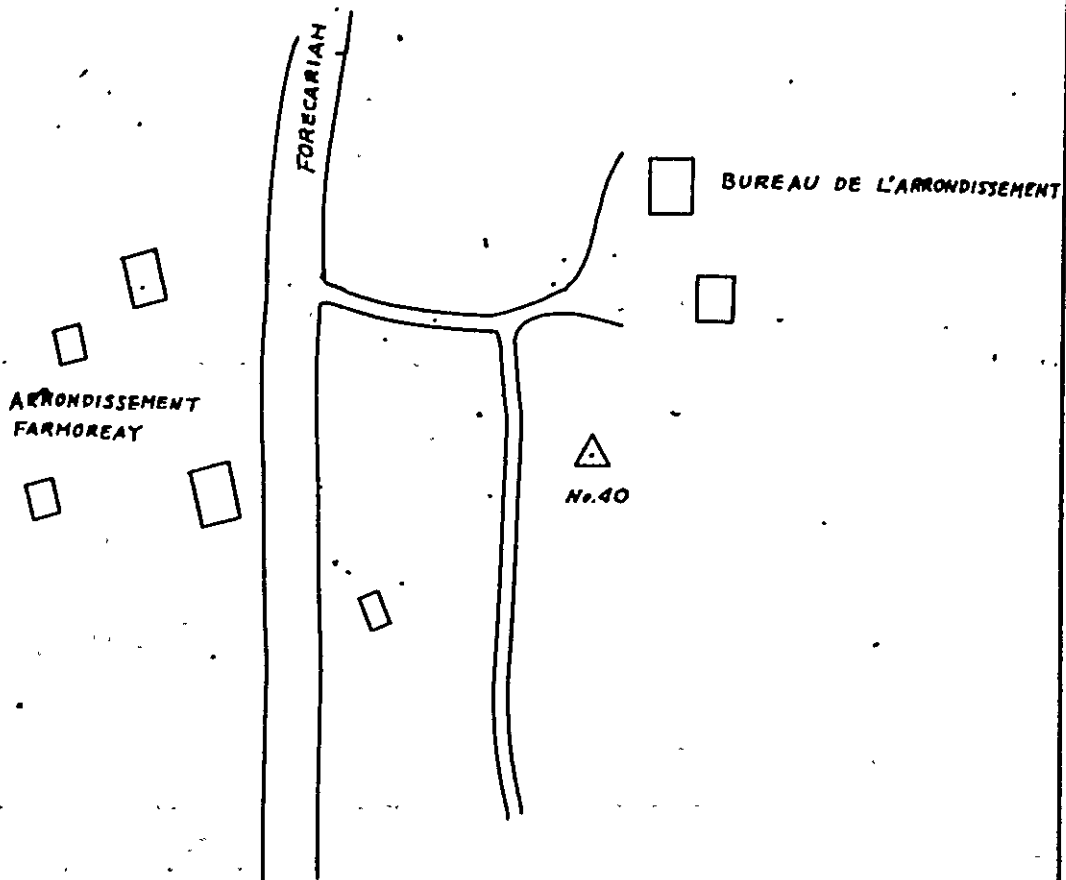 FORECARIAH
BUREAU DE L'ARRONDISSEMENT
ARRONDISSEMENT
FARMOREAY
No.40